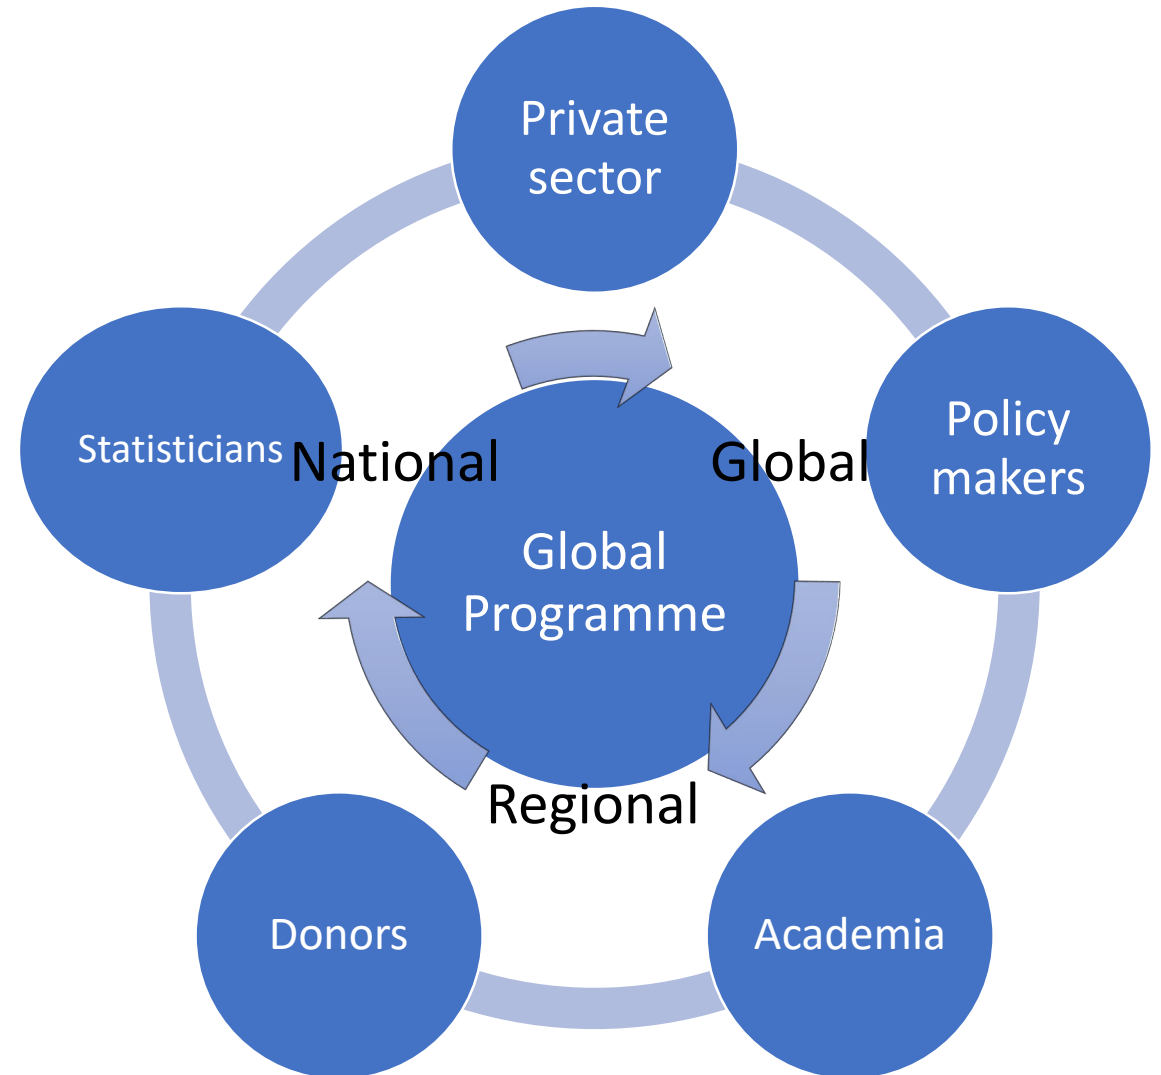 Private
sector
Policy
makers
Statisticians
National
Global
Global
Programme
Regional
Donors
Academia